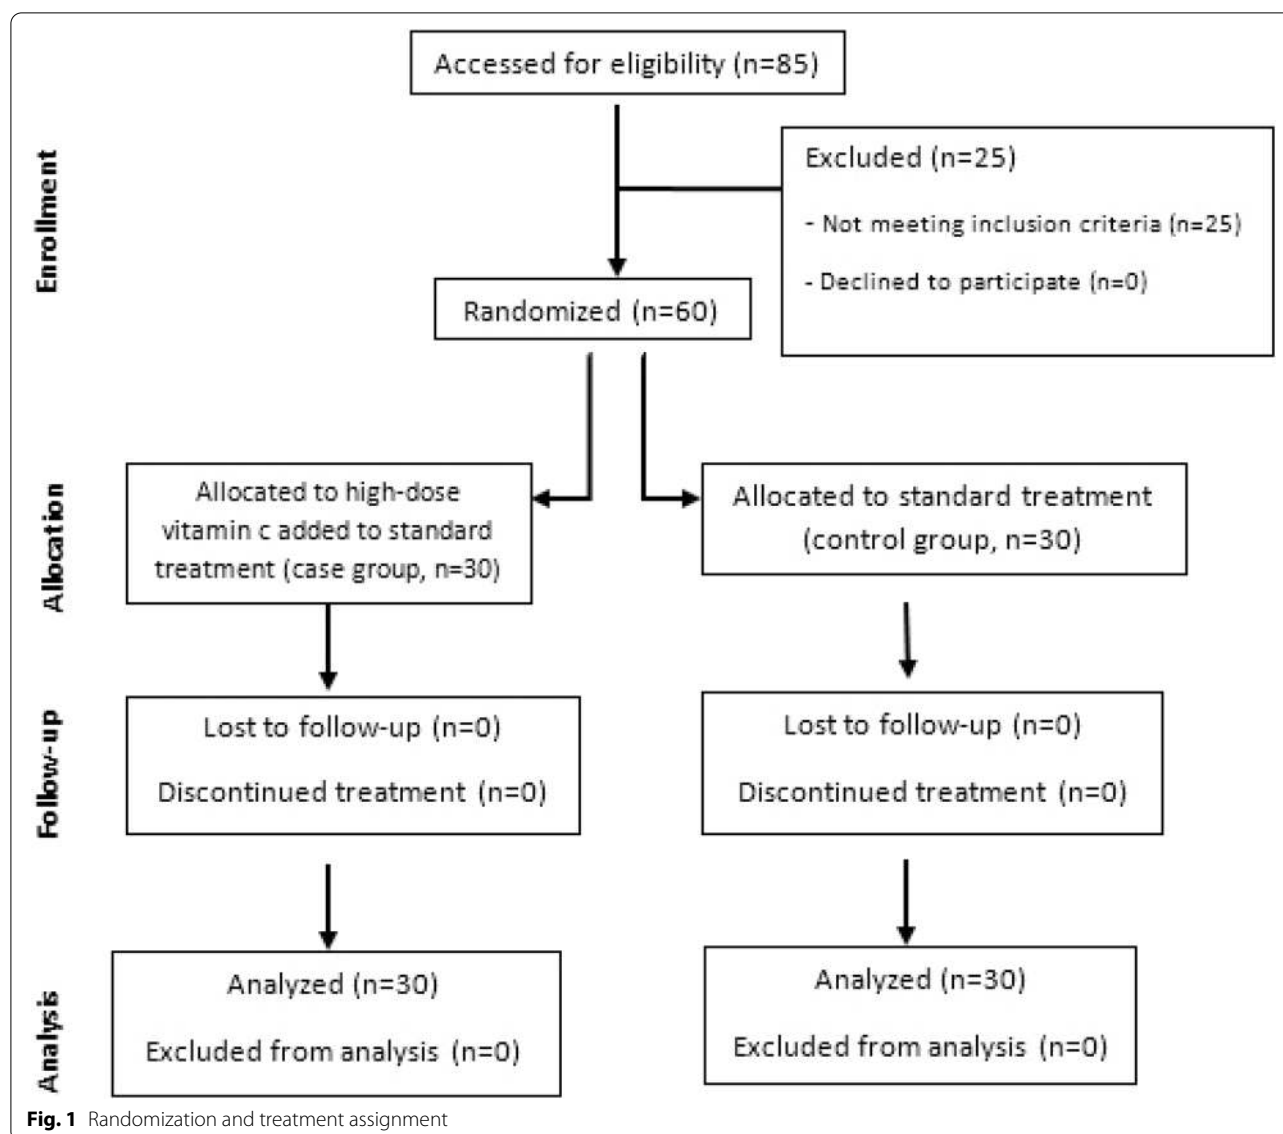 Accessed for eligibility (n=85)
Enrollment
Excluded (n=25)
- Not meeting inclusion criteria (n=25)
- Declined to participate (n=0)
Randomized (n=60)
Allocation
Allocated to high-dose
vitamin c added to standard
treatment (case group, n=30)
Allocated to standard treatment
(control group, n=30)
Follow-up
Lost to follow-up (n=0)
Discontinued treatment (n=0)
Lost to follow-up (n=0)
Discontinued treatment (n=0)
Analysis
Analyzed (n=30)
Excluded from analysis (n=0)
Analyzed (n=30)
Excluded from analysis (n=0)
Fig. 1 Randomization and treatment assignment